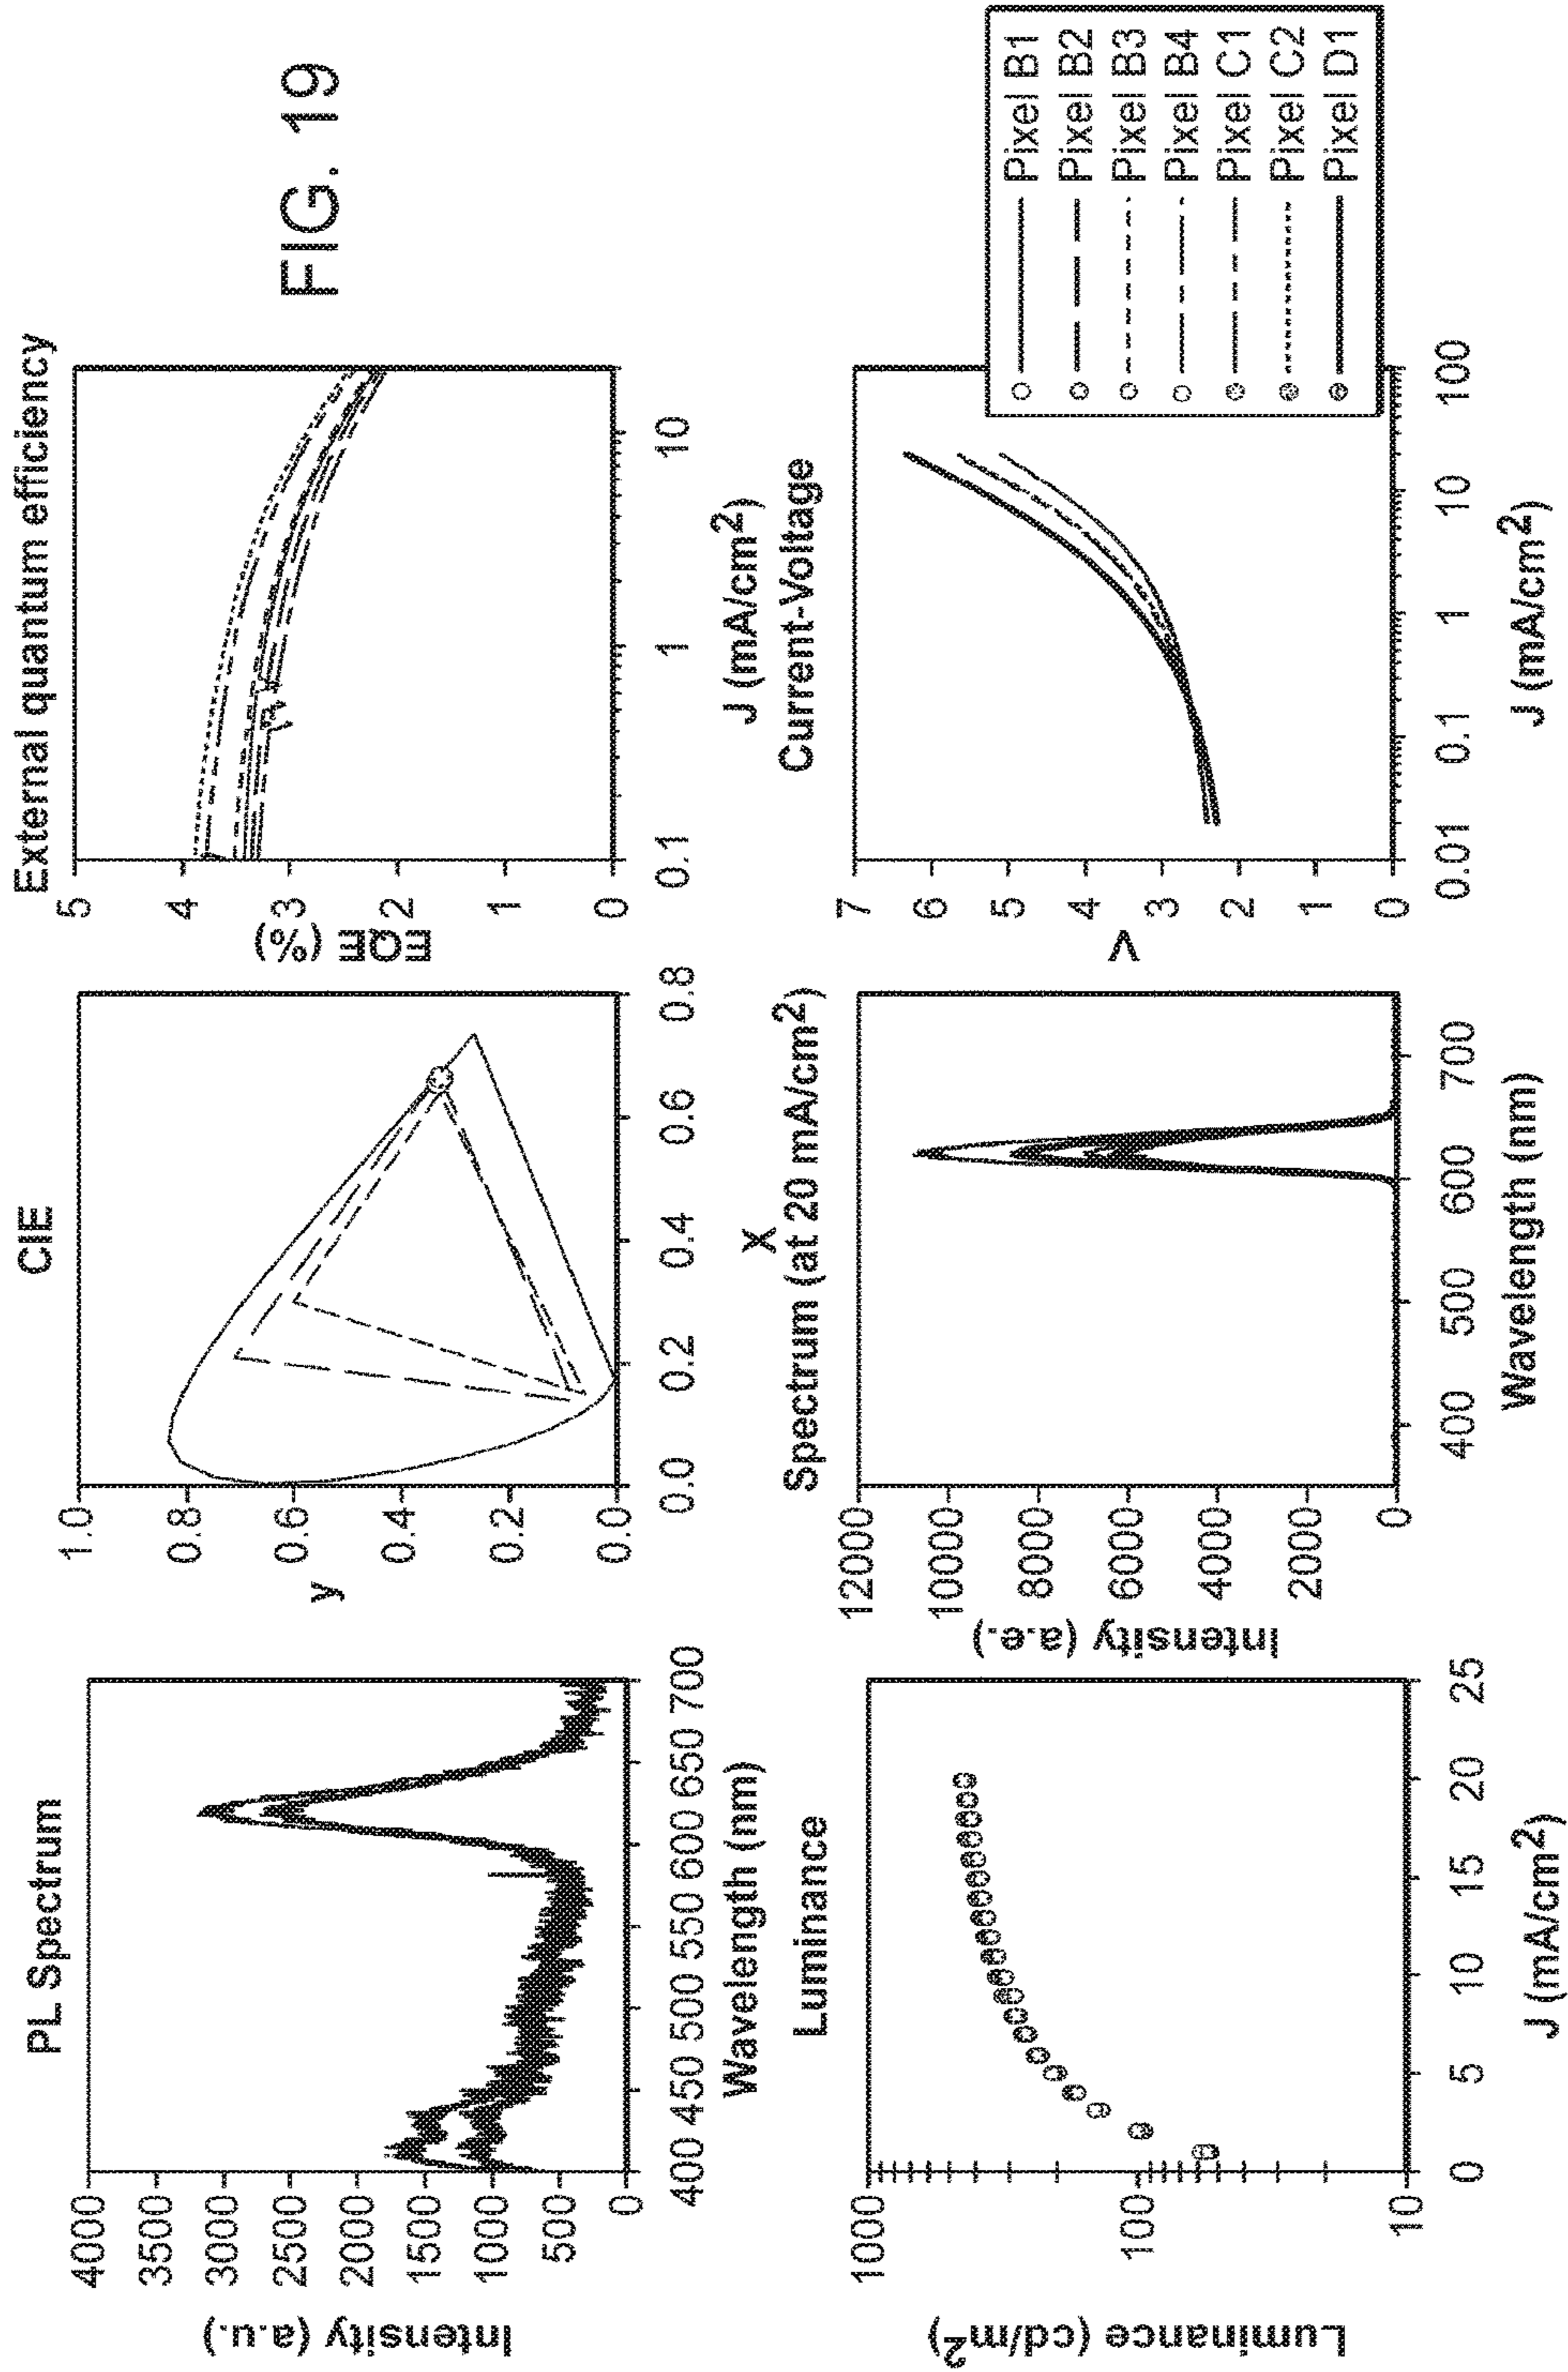 FIG. 19
PL Spectrum
Intensity (a.u.)
4000
3500
3000
2500
2000
1500
1000
500
0
400 450 500 550 600 650 700
Wavelength (nm)
CIE
y
1.0
0.8
0.6
0.4
0.2
0.0
0.0 0.2 0.4 0.6 0.8
X
External quantum efficiency
EQE (%)
5
4
3
2
1
0
0.1 1 10
J (mA/cm²)
Luminance
Luminance (cd/m²)
1000
100
10
0 5 10 15 20 25
J (mA/cm²)
Spectrum (at 20 mA/cm²)
Intensity (a.e.)
12000
10000
8000
6000
4000
2000
0
400 500 600 700
Wavelength (nm)
Current-Voltage
V
7
6
5
4
3
2
1
0
0.01 0.1 1 10 100
J (mA/cm²)
Pixel B1
Pixel B2
Pixel B3
Pixel B4
Pixel C1
Pixel C2
Pixel D1